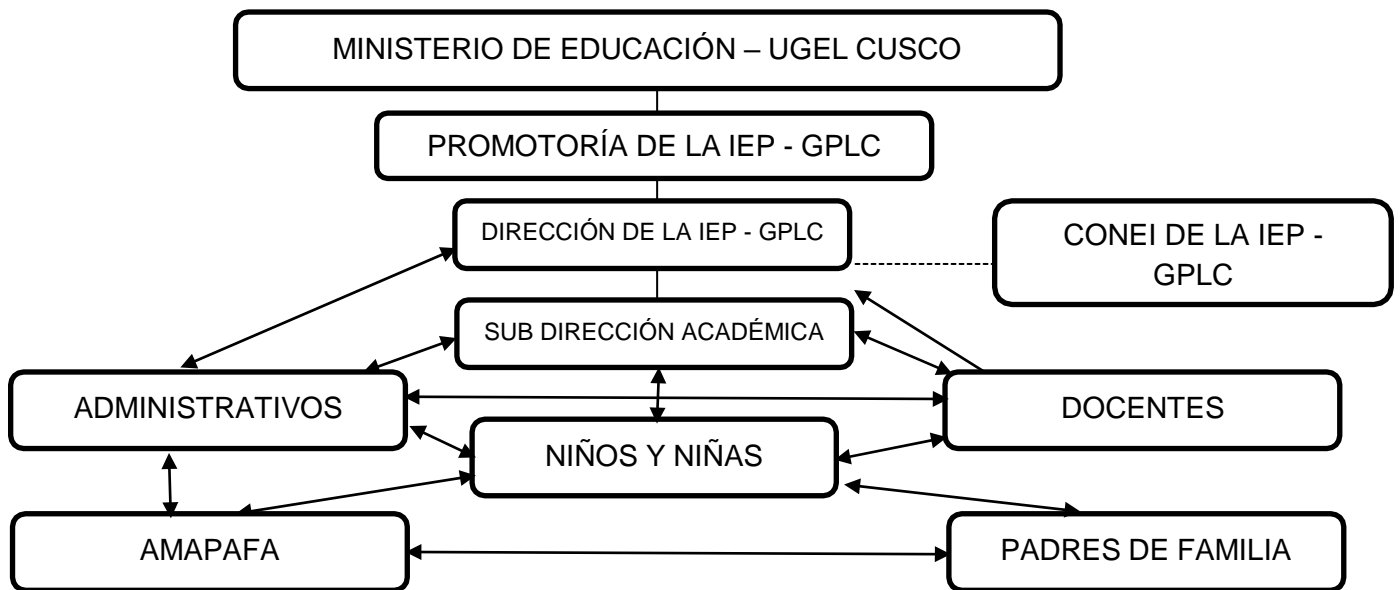 MINISTERIO DE EDUCACIÓN – UGEL CUSCO
PROMOTORÍA DE LA IEP - GPLC
DIRECCIÓN DE LA IEP - GPLC
CONEI DE LA IEP -
GPLC
SUB DIRECCIÓN ACADÉMICA
ADMINISTRATIVOS
DOCENTES
NIÑOS Y NIÑAS
AMAPAFA
PADRES DE FAMILIA